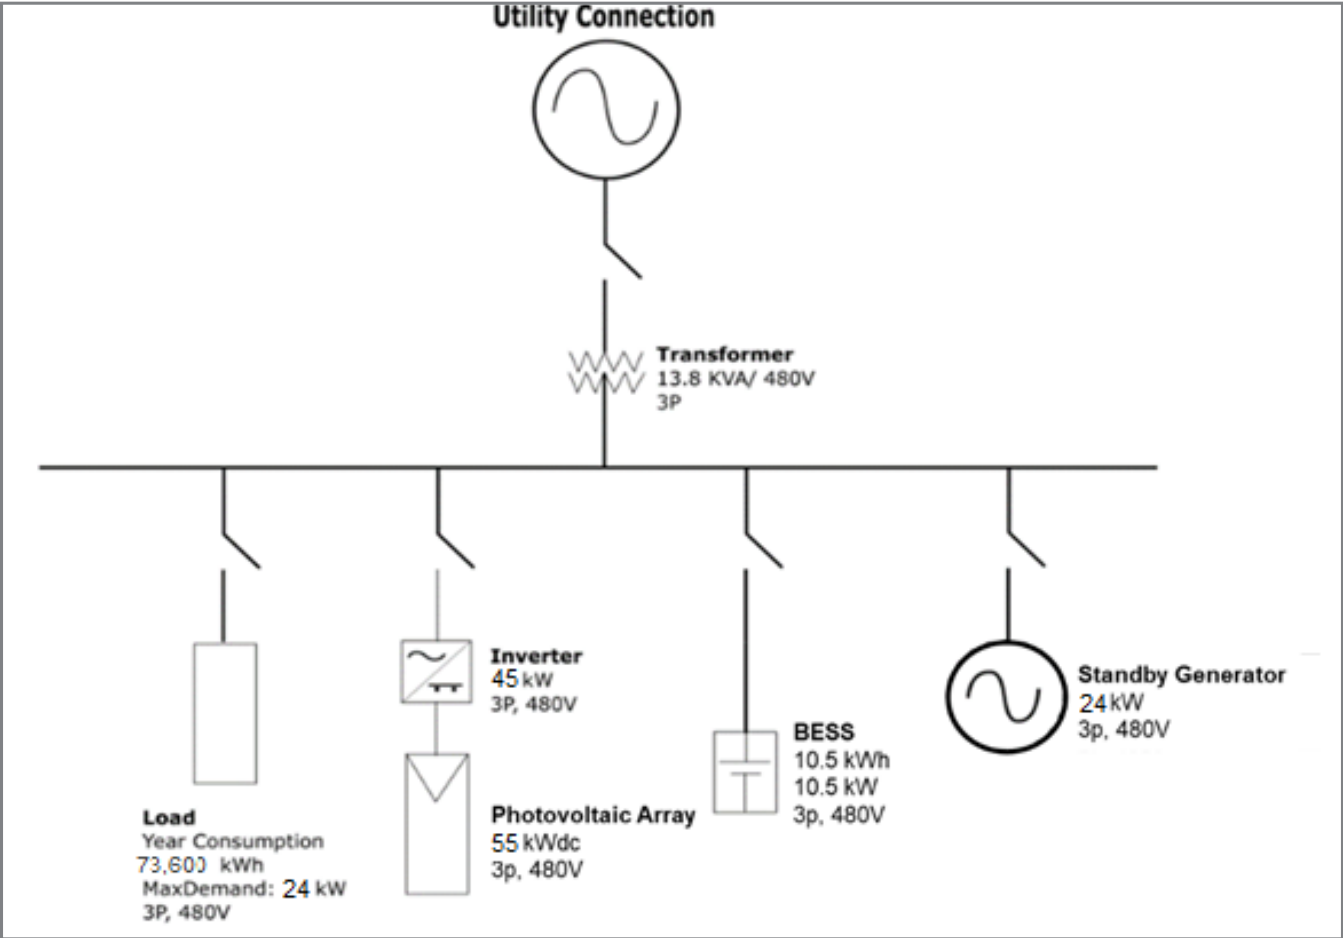 Utility Connection
Transformer
13.8 KVA/ 480V
3P
Inverter
45 kW
3P, 480V
Photovoltaic Array
55 kWdc
3p, 480V
Load
Year Consumption
73,600 kWh
MaxDemand: 24 kW
3P, 480V
BESS
10.5 kWh
10.5 kW
3p, 480V
Standby Generator
24 kW
3p, 480V